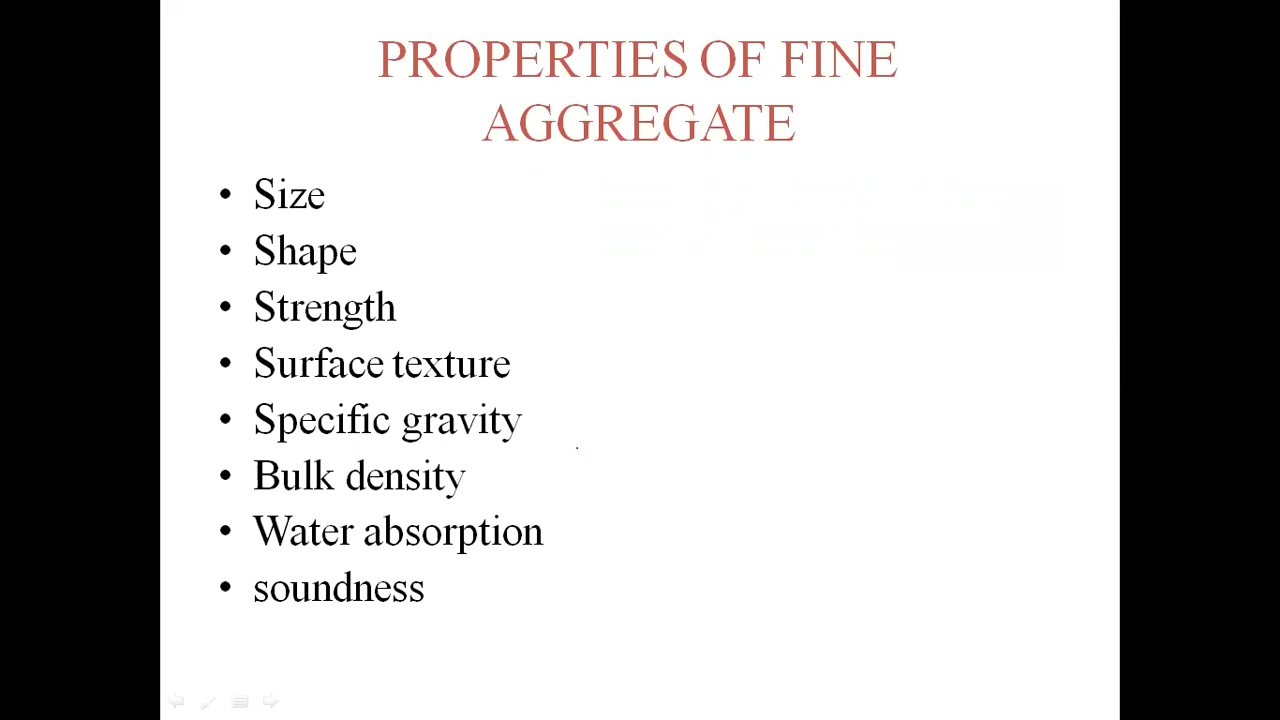 PROPERTIES OF FINE
AGGREGATE
• Size
• Shape
• Strength
• Surface texture
• Specific gravity
• Bulk density
• Water absorption
• soundness